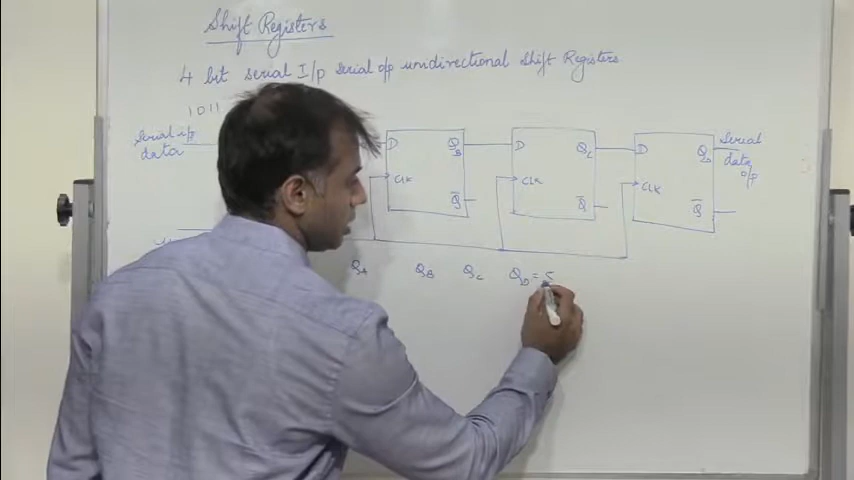 Shift Registers
4 bit serial I/p serial o/p unidirectional Shift Registers
1011
serial i/p
data
D QB D QC D QD
Serial
data
o/p
CLK CLK CLK
Q̅ Q̅ Q̅
QA QB QC QD = S